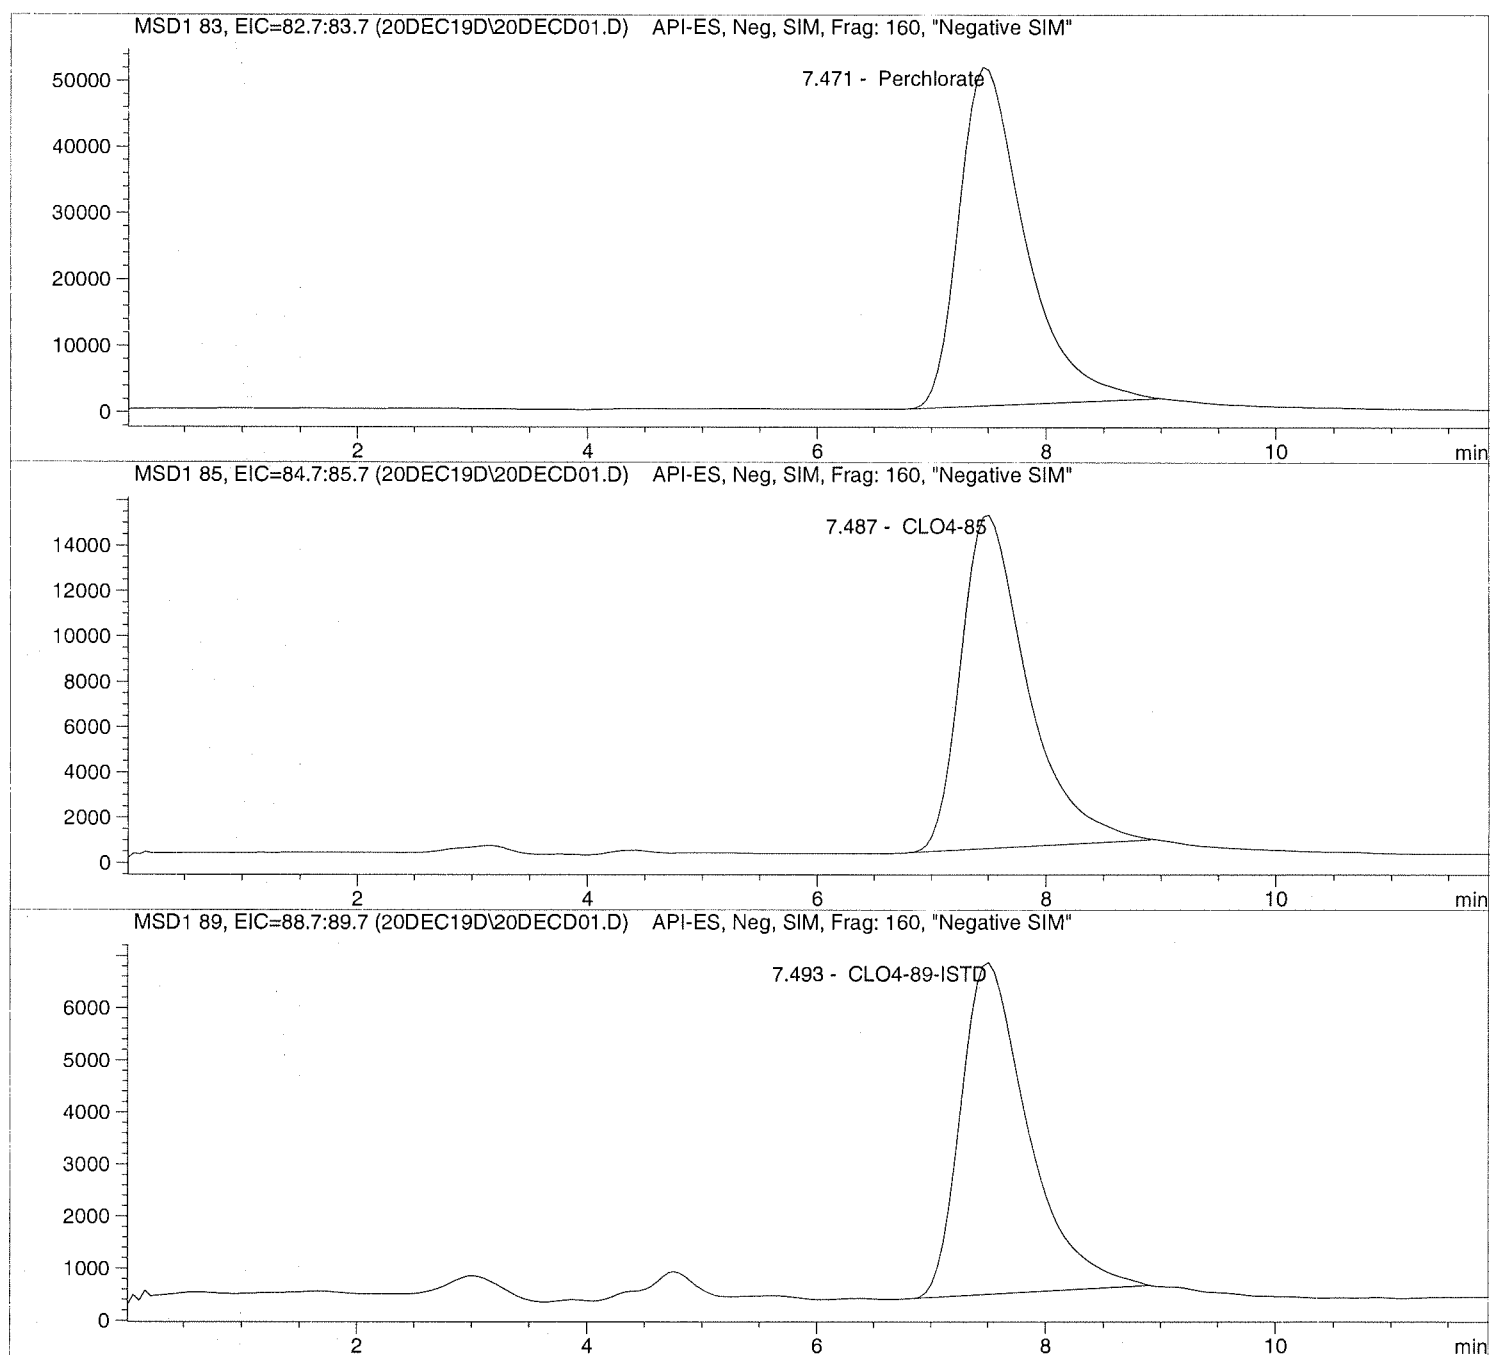 MSD1 83, EIC=82.7:83.7 (20DEC19D\20DECD01.D) API-ES, Neg, SIM, Frag: 160, "Negative SIM"
7.471 - Perchlorate
50000
40000
30000
20000
10000
0
2 4 6 8 10 min
MSD1 85, EIC=84.7:85.7 (20DEC19D\20DECD01.D) API-ES, Neg, SIM, Frag: 160, "Negative SIM"
7.487 - CLO4-85
14000
12000
10000
8000
6000
4000
2000
0
2 4 6 8 10 min
MSD1 89, EIC=88.7:89.7 (20DEC19D\20DECD01.D) API-ES, Neg, SIM, Frag: 160, "Negative SIM"
7.493 - CLO4-89-ISTD
6000
5000
4000
3000
2000
1000
0
2 4 6 8 10 min